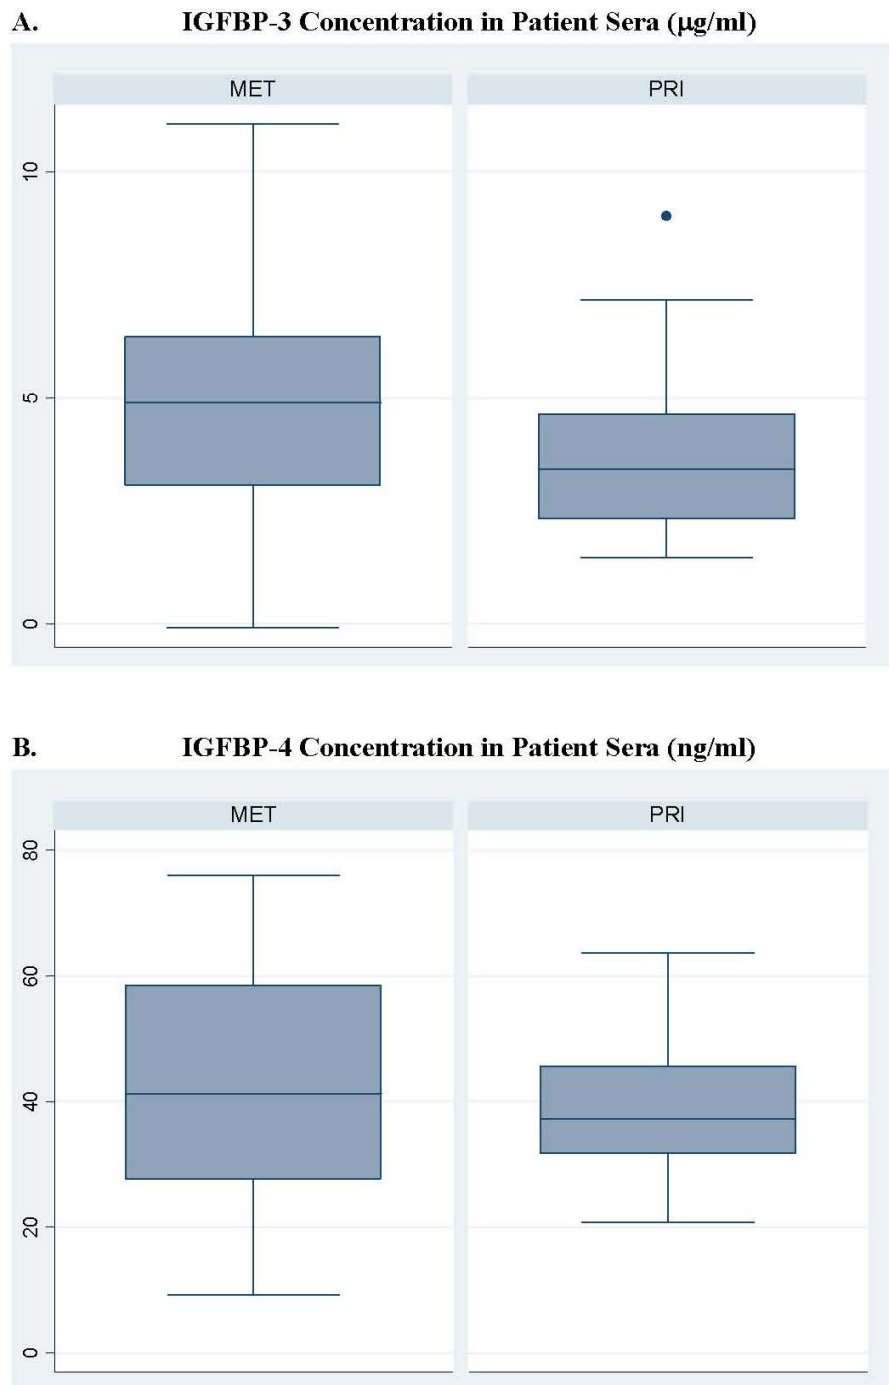 A. IGFBP-3 Concentration in Patient Sera (µg/ml)
MET PRI
10
5
0
B. IGFBP-4 Concentration in Patient Sera (ng/ml)
MET PRI
80
60
40
20
0